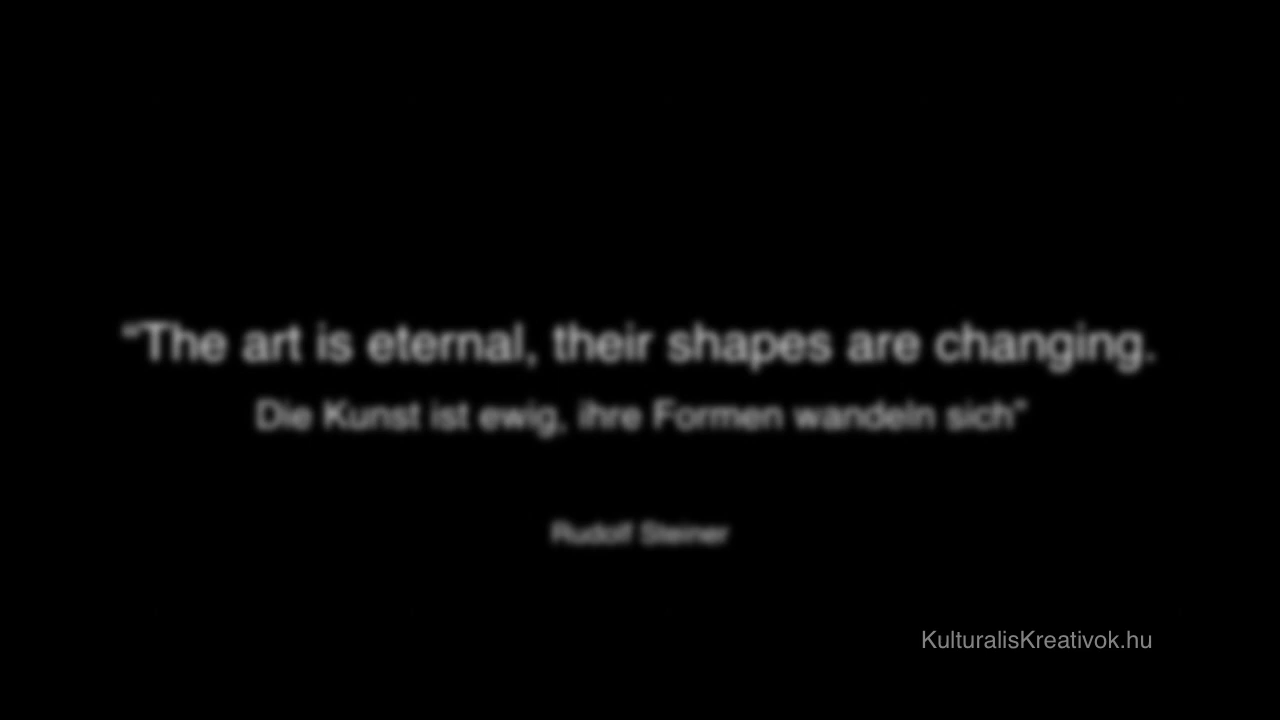 "The art is eternal, their shapes are changing.
Die Kunst ist ewig, ihre Formen wandeln sich"
Rudolf Steiner
KulturalisKreativok.hu